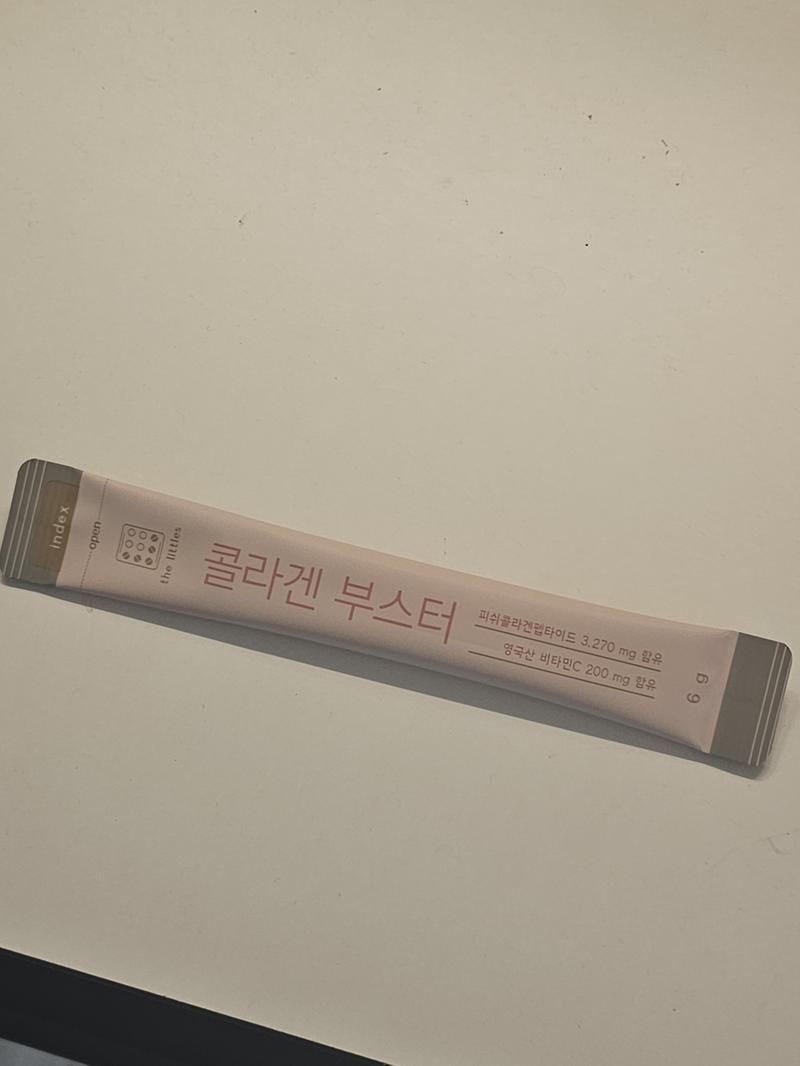 index
open
the littles
콜라겐 부스터
피쉬콜라겐펩타이드 3,270 mg 함유
영국산 비타민C 200 mg 함유
6 g